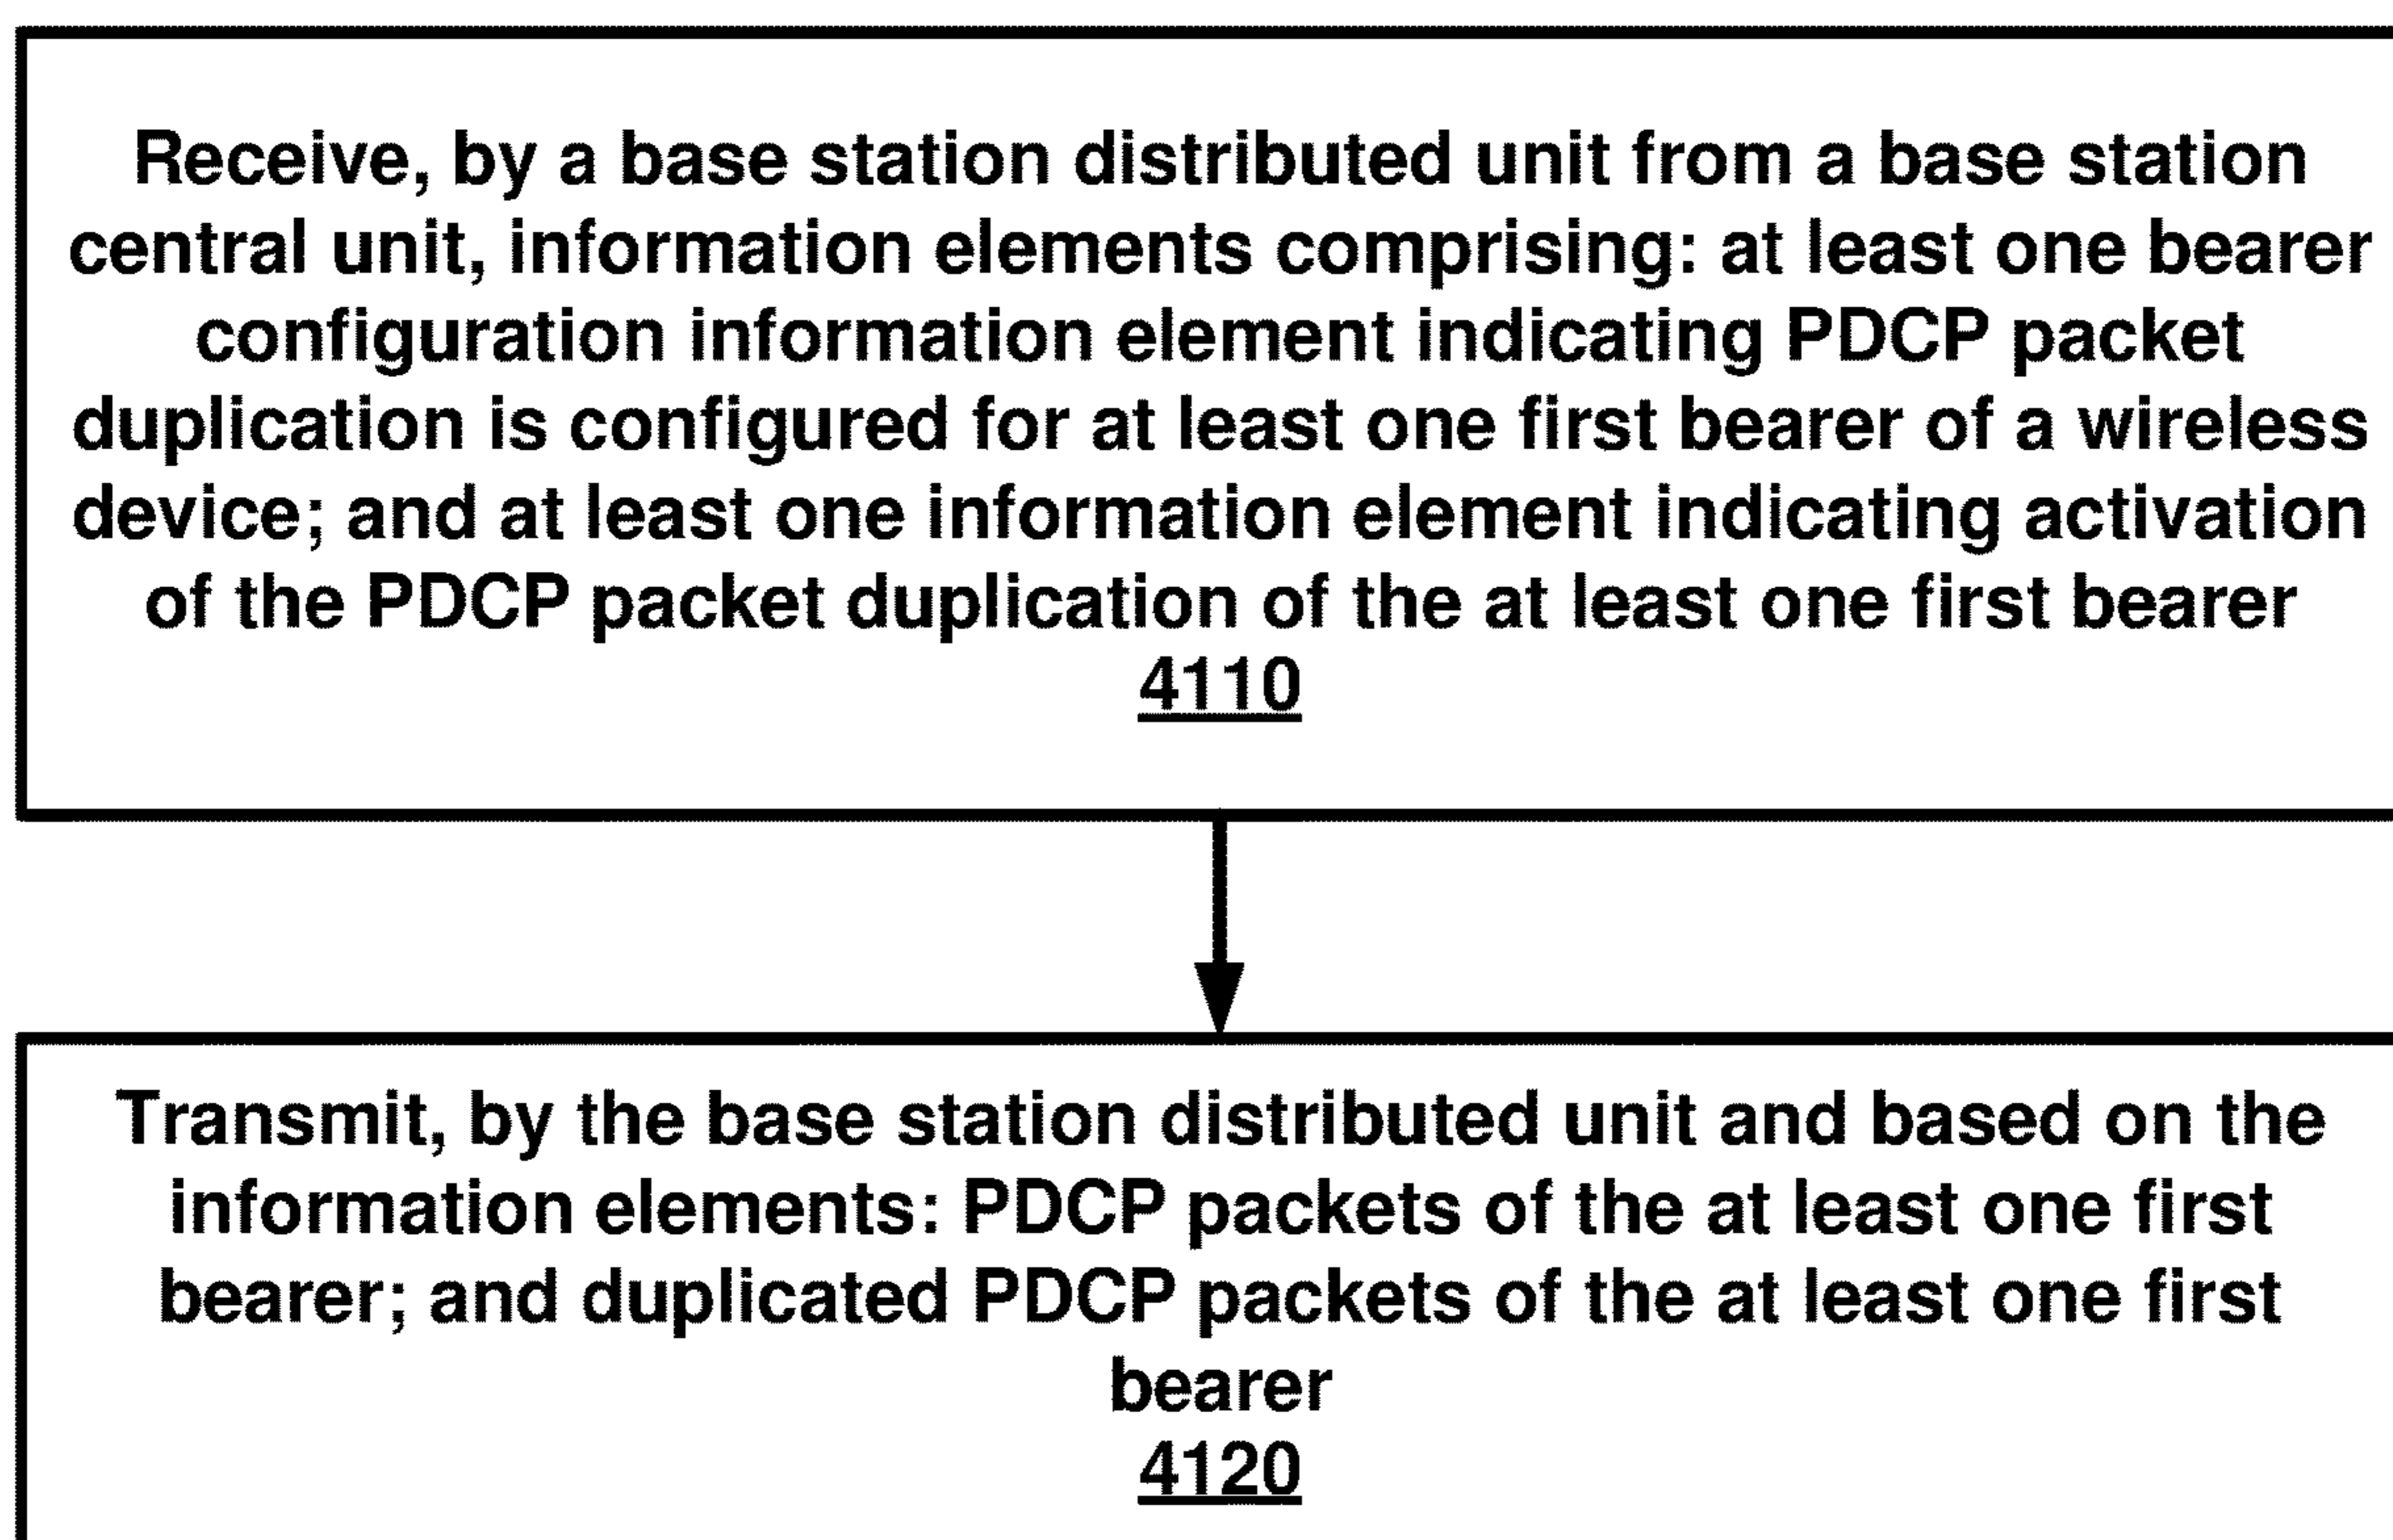 Receive, by a base station distributed unit from a base station
central unit, information elements comprising: at least one bearer
configuration information element indicating PDCP packet
duplication is configured for at least one first bearer of a wireless
device; and at least one information element indicating activation
of the PDCP packet duplication of the at least one first bearer
4110
Transmit, by the base station distributed unit and based on the
information elements: PDCP packets of the at least one first
bearer; and duplicated PDCP packets of the at least one first
bearer
4120